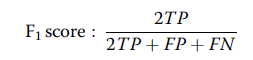 F₁ score : 2TP / 2TP + FP + FN